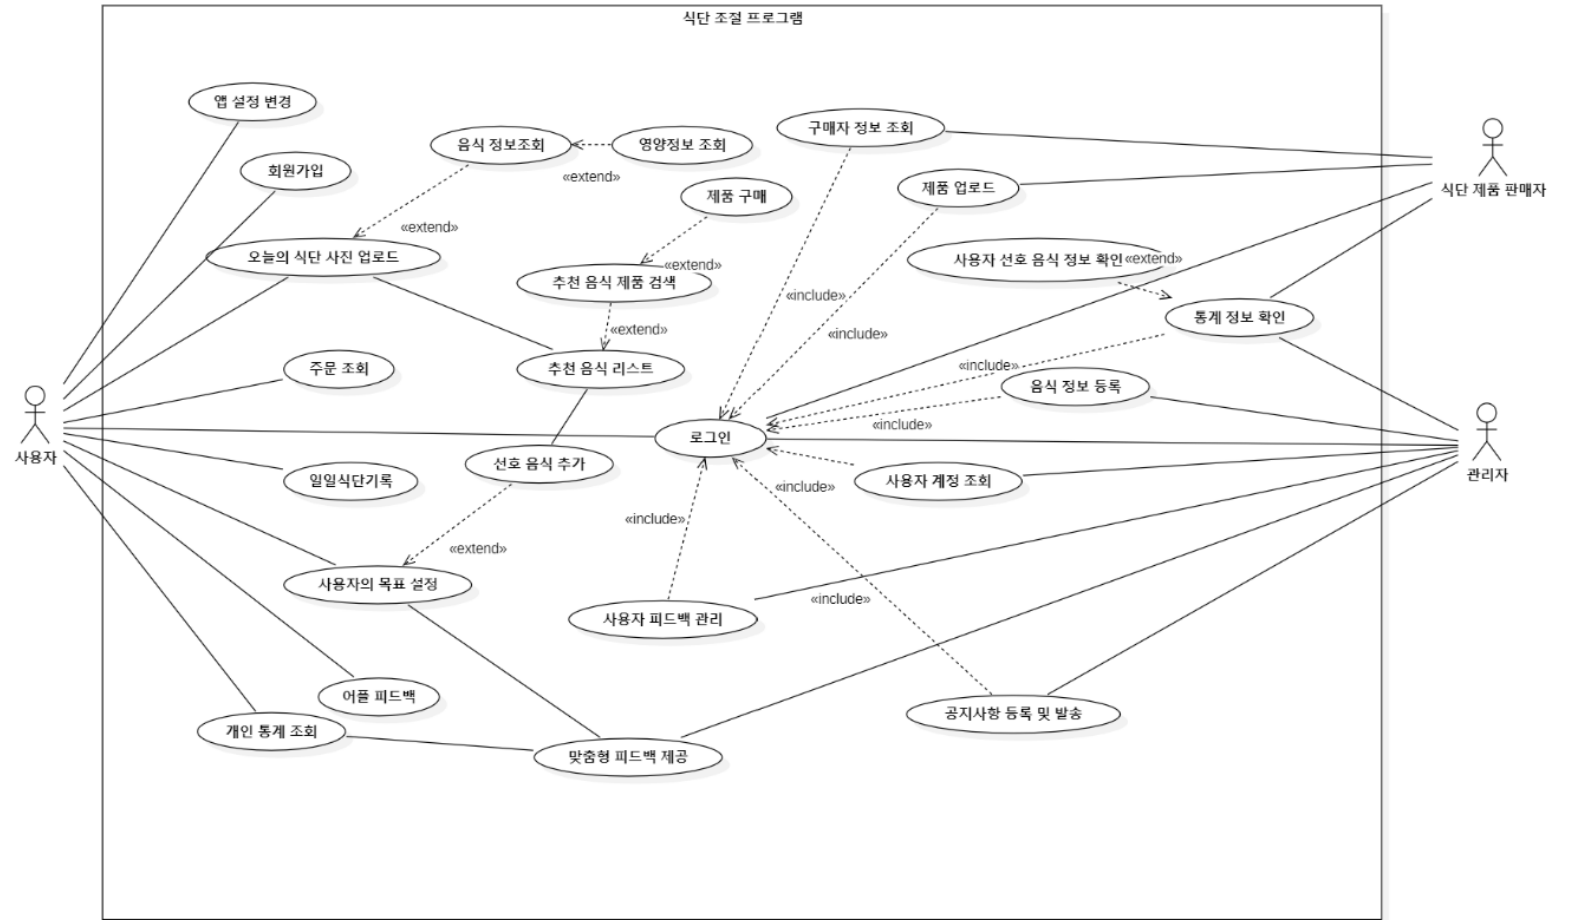 식단 조절 프로그램
앱 설정 변경
음식 정보조회
영양정보 조회
구매자 정보 조회
회원가입
«extend»
제품 구매
제품 업로드
식단 제품 판매자
«extend»
오늘의 식단 사진 업로드
«extend»
사용자 선호 음식 정보 확인
«extend»
추천 음식 제품 검색
«include»
통계 정보 확인
«extend»
«include»
주문 조회
추천 음식 리스트
«include»
음식 정보 등록
«include»
로그인
사용자
선호 음식 추가
관리자
일일식단기록
사용자 계정 조회
«include»
«include»
«extend»
사용자의 목표 설정
«include»
사용자 피드백 관리
어플 피드백
공지사항 등록 및 발송
개인 통계 조회
맞춤형 피드백 제공